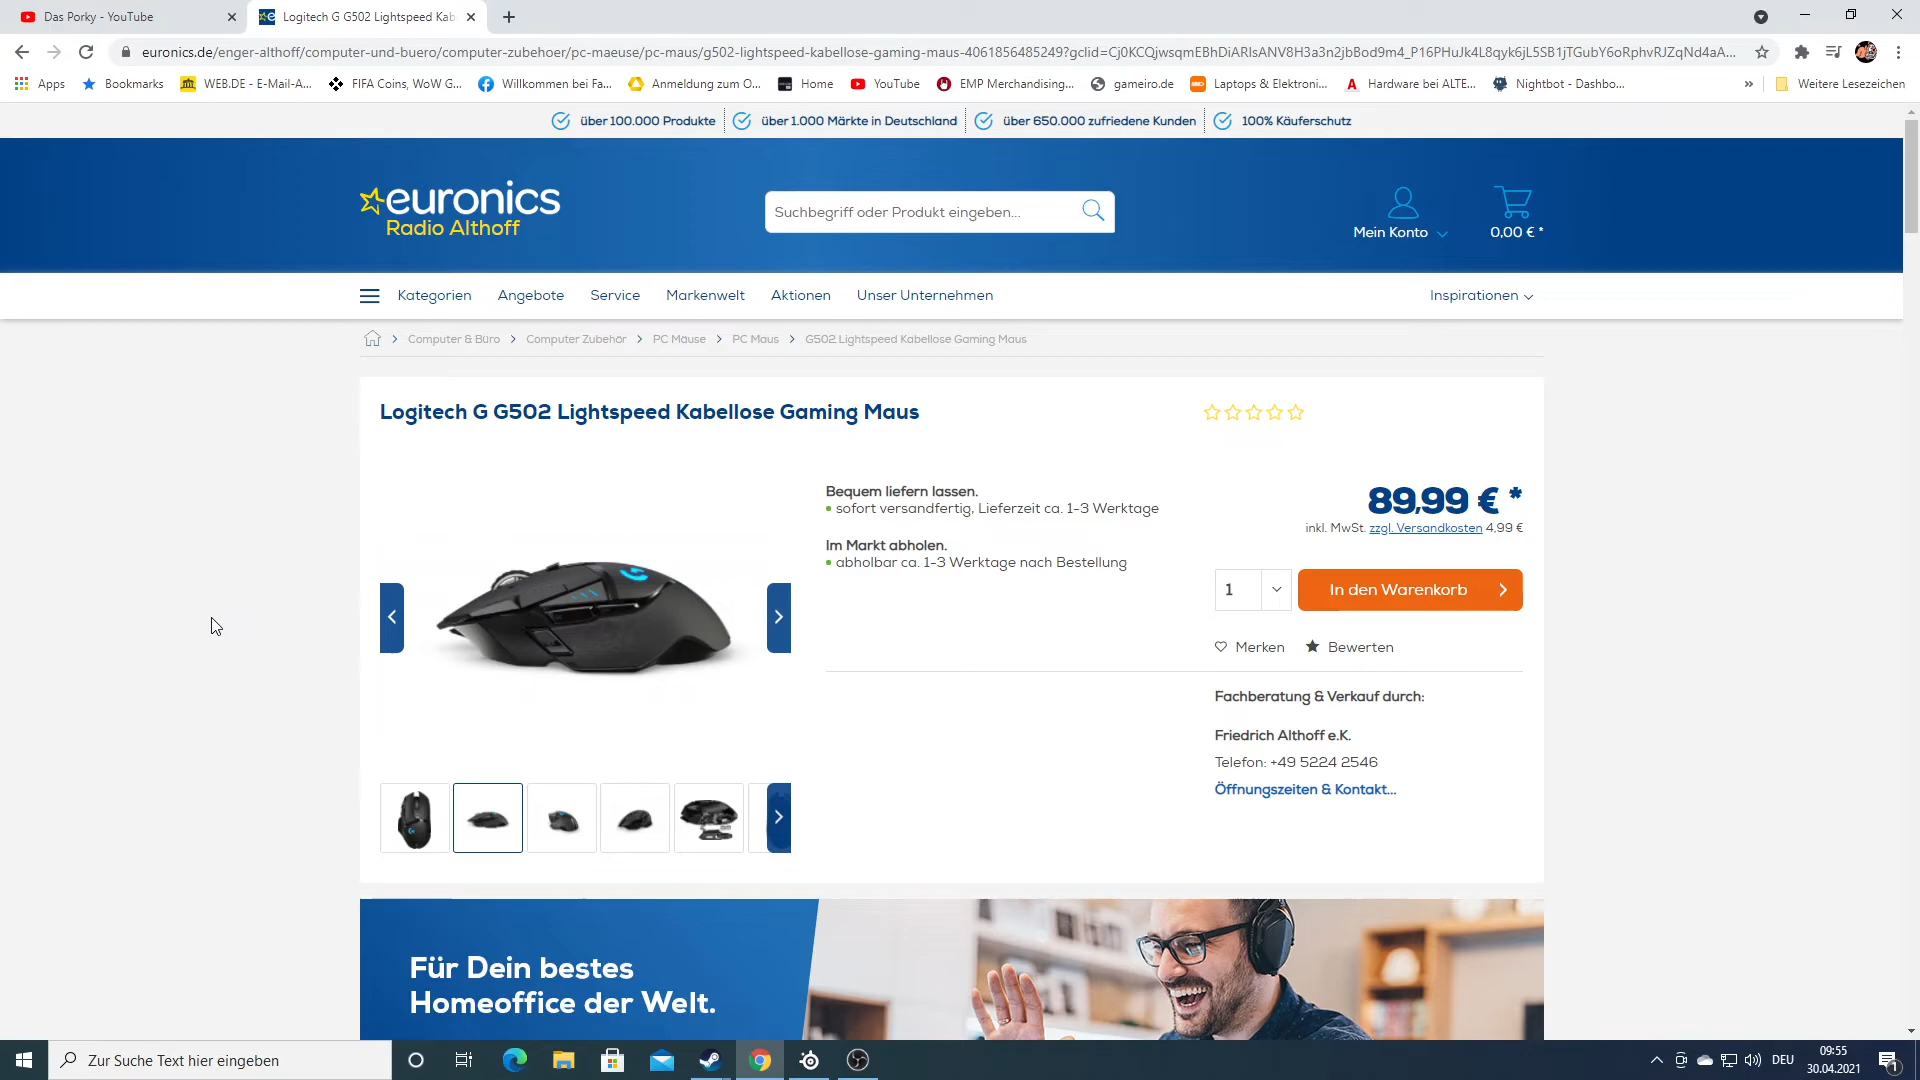 Das Porky - YouTube
Logitech G G502 Lightspeed Kab
euronics.de/enger-althoff/computer-und-buero/computer-zubehoer/pc-maeuse/pc-maus/g502-lightspeed-kabellose-gaming-maus-4061856485249?gclid=Cj0KCQjwsqmEBhDiARIsANV8H3a3n2jbBod9m4_P16PHuJk4L8qyk6jL5SB1jTGubY6oRphvRJZqNd4aA...
Apps
Bookmarks
WEB.DE - E-Mail-A...
FIFA Coins, WoW G...
Willkommen bei Fa...
Anmeldung zum O...
Home
YouTube
EMP Merchandising...
gameiro.de
Laptops & Elektroni...
Hardware bei ALTE...
Nightbot - Dashbo...
»
Weitere Lesezeichen
über 100.000 Produkte
über 1.000 Märkte in Deutschland
über 650.000 zufriedene Kunden
100% Käuferschutz
euronics
Radio Althoff
Suchbegriff oder Produkt eingeben...
Mein Konto
0,00 € *
Kategorien
Angebote
Service
Markenwelt
Aktionen
Unser Unternehmen
Inspirationen
Computer & Büro
Computer Zubehör
PC Mäuse
PC Maus
G502 Lightspeed Kabellose Gaming Maus
Logitech G G502 Lightspeed Kabellose Gaming Maus
Bequem liefern lassen.
sofort versandfertig, Lieferzeit ca. 1-3 Werktage
Im Markt abholen.
abholbar ca. 1-3 Werktage nach Bestellung
89,99 € *
inkl. MwSt. zzgl. Versandkosten 4,99 €
1
In den Warenkorb
Merken
Bewerten
Fachberatung & Verkauf durch:
Friedrich Althoff e.K.
Telefon: +49 5224 2546
Öffnungszeiten & Kontakt...
Für Dein bestes
Homeoffice der Welt.
Zur Suche Text hier eingeben
DEU
09:55
30.04.2021
1